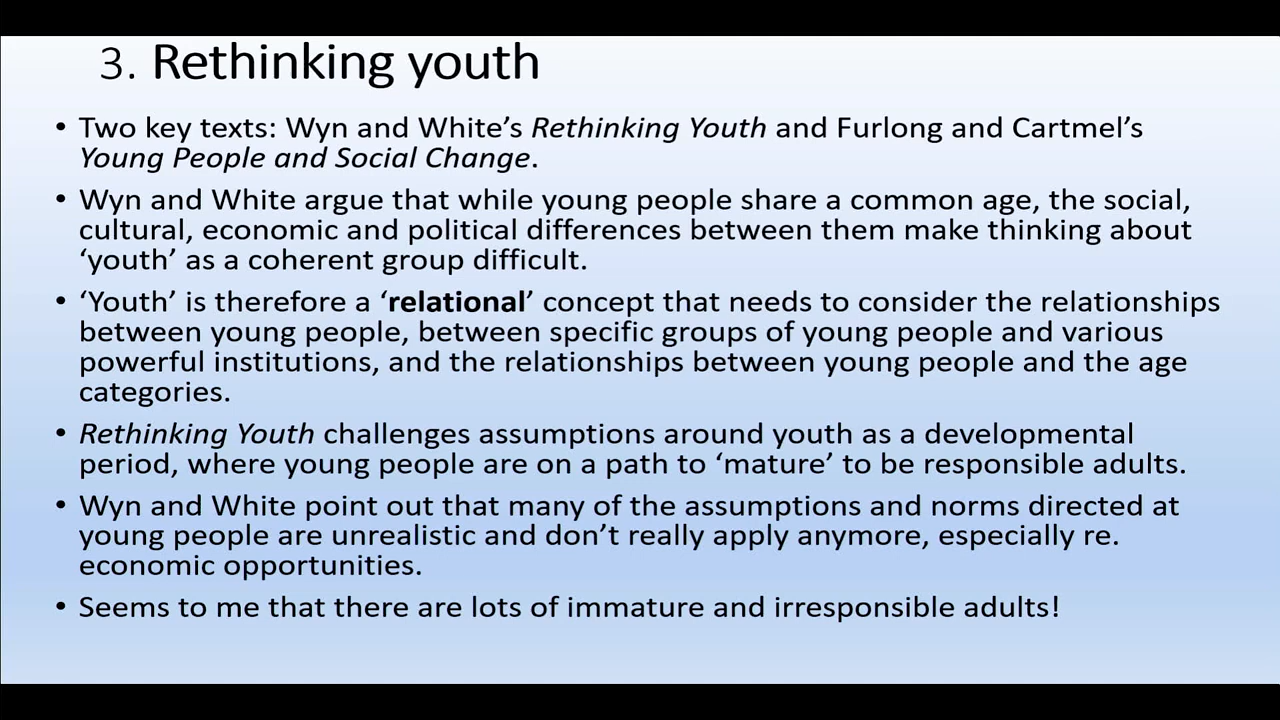 3. Rethinking youth
• Two key texts: Wyn and White’s Rethinking Youth and Furlong and Cartmel’s
Young People and Social Change.
• Wyn and White argue that while young people share a common age, the social,
cultural, economic and political differences between them make thinking about
‘youth’ as a coherent group difficult.
• ‘Youth’ is therefore a ‘relational’ concept that needs to consider the relationships
between young people, between specific groups of young people and various
powerful institutions, and the relationships between young people and the age
categories.
• Rethinking Youth challenges assumptions around youth as a developmental
period, where young people are on a path to ‘mature’ to be responsible adults.
• Wyn and White point out that many of the assumptions and norms directed at
young people are unrealistic and don’t really apply anymore, especially re.
economic opportunities.
• Seems to me that there are lots of immature and irresponsible adults!